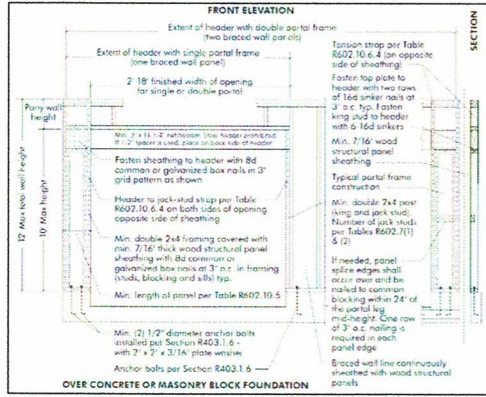 FRONT ELEVATION
SECTION
Extent of header with double portal frame
(two braced wall panels)
Extent of header with single portal frame
(one braced wall panel)
2'-18' finished width of opening
for single or double portal
Pony wall
height
12' Max total wall height
10' Max height
Min. 3" x 11-1/4" net header. Steel header prohibited.
If 1/2" spacer is used, place on back side of header
Fasten sheathing to header with 8d
common or galvanized box nails in 3"
grid pattern as shown
Header to jack-stud strap per Table
R602.10.6.4 on both sides of opening
opposite side of sheathing
Min. double 2x4 framing covered with
min. 7/16" thick wood structural panel
sheathing with 8d common or
galvanized box nails at 3" o.c. in framing
(studs, blocking and sills) typ.
Min. length of panel per Table R602.10.5
Min. (2) 1/2" diameter anchor bolts
installed per Section R403.1.6 -
with 2" x 2" x 3/16" plate washer
Anchor bolts per Section R403.1.6
Tension strap per Table
R602.10.6.4 (on opposite
side of sheathing)
Fasten top plate to
header with two rows
of 16d sinker nails at
3" o.c. typ. Fasten
king stud to header
with 6-16d sinkers
Min. 7/16" wood
structural panel
sheathing
Typical portal frame
construction
Min. double 2x4 post
(king and jack stud).
Number of jack studs
per Tables R602.7(1)
& (2)
If needed, panel
splice edges shall
occur over and be
nailed to common
blocking within 24" of
the portal leg
mid-height. One row
of 3" o.c. nailing is
required in each
panel edge
Braced wall line continuously
sheathed with wood structural
panels
OVER CONCRETE OR MASONRY BLOCK FOUNDATION